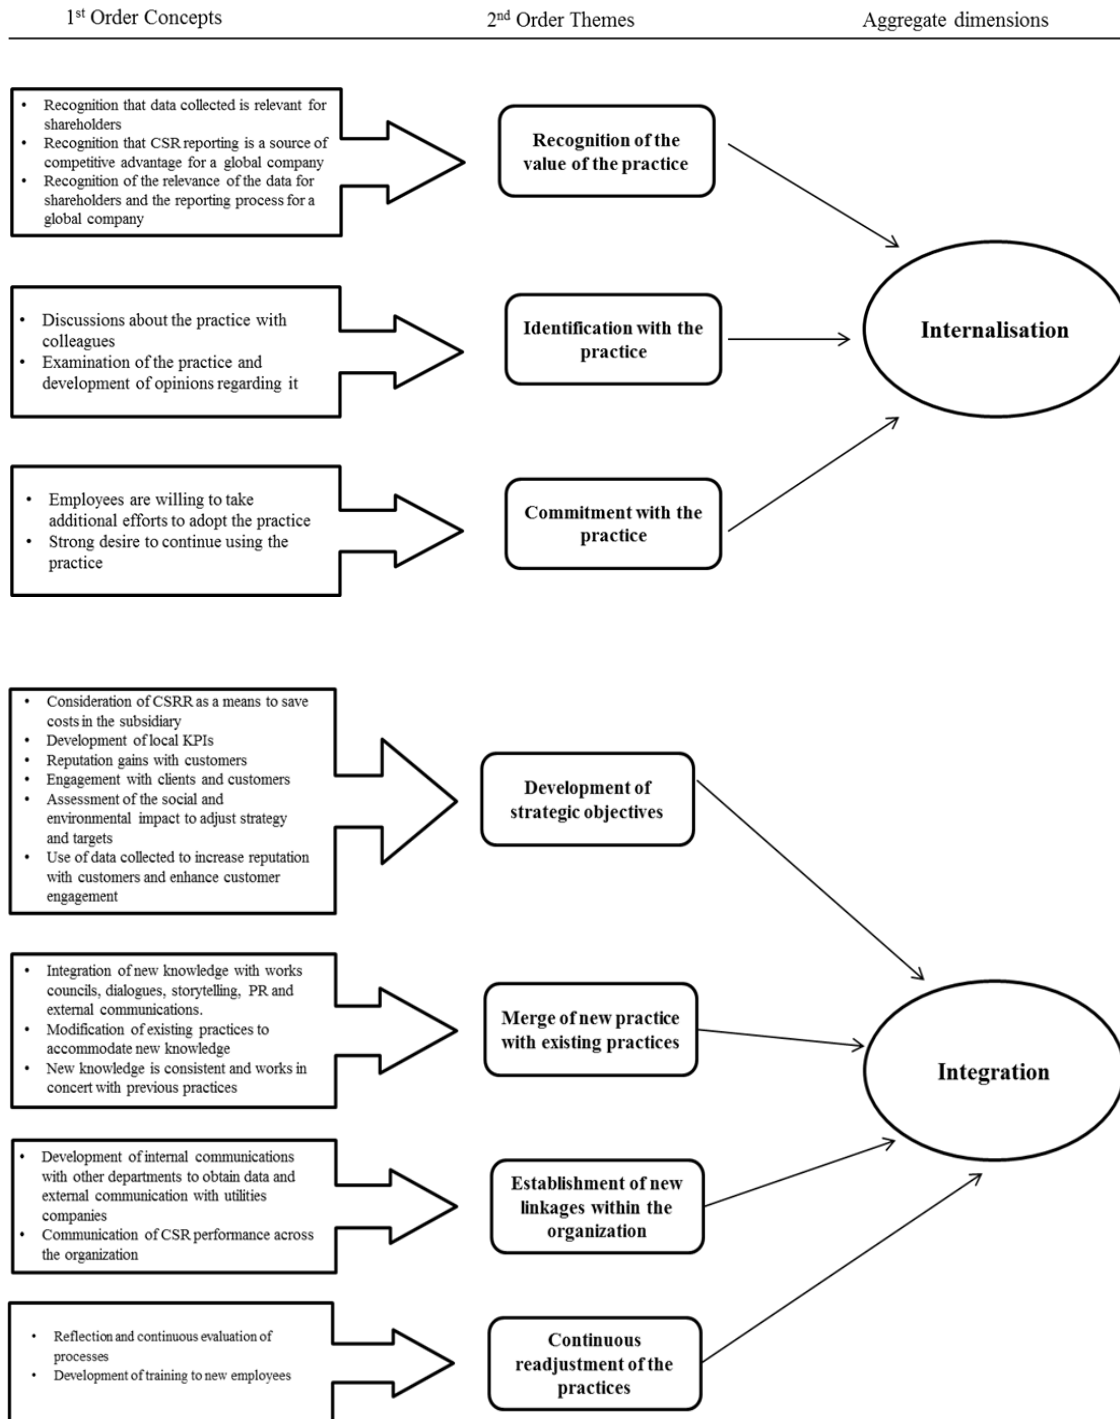 1st Order Concepts
2nd Order Themes
Aggregate dimensions
• Recognition that data collected is relevant for
shareholders
• Recognition that CSR reporting is a source of
competitive advantage for a global company
• Recognition of the relevance of the data for
shareholders and the reporting process for a
global company
Recognition of the
value of the practice
• Discussions about the practice with
colleagues
• Examination of the practice and
development of opinions regarding it
Identification with the
practice
Internalisation
• Employees are willing to take
additional efforts to adopt the practice
• Strong desire to continue using the
practice
Commitment with the
practice
• Consideration of CSRR as a means to save
costs in the subsidiary
• Development of local KPIs
• Reputation gains with customers
• Engagement with clients and customers
• Assessment of the social and
environmental impact to adjust strategy
and targets
• Use of data collected to increase reputation
with customers and enhance customer
engagement
Development of
strategic objectives
• Integration of new knowledge with works
councils, dialogues, storytelling, PR and
external communications.
• Modification of existing practices to
accommodate new knowledge
• New knowledge is consistent and works in
concert with previous practices
Merge of new practice
with existing practices
Integration
• Development of internal communications
with other departments to obtain data and
external communication with utilities
companies
• Communication of CSR performance across
the organization
Establishment of new
linkages within the
organization
• Reflection and continuous evaluation of
processes
• Development of training to new employees
Continuous
readjustment of the
practices